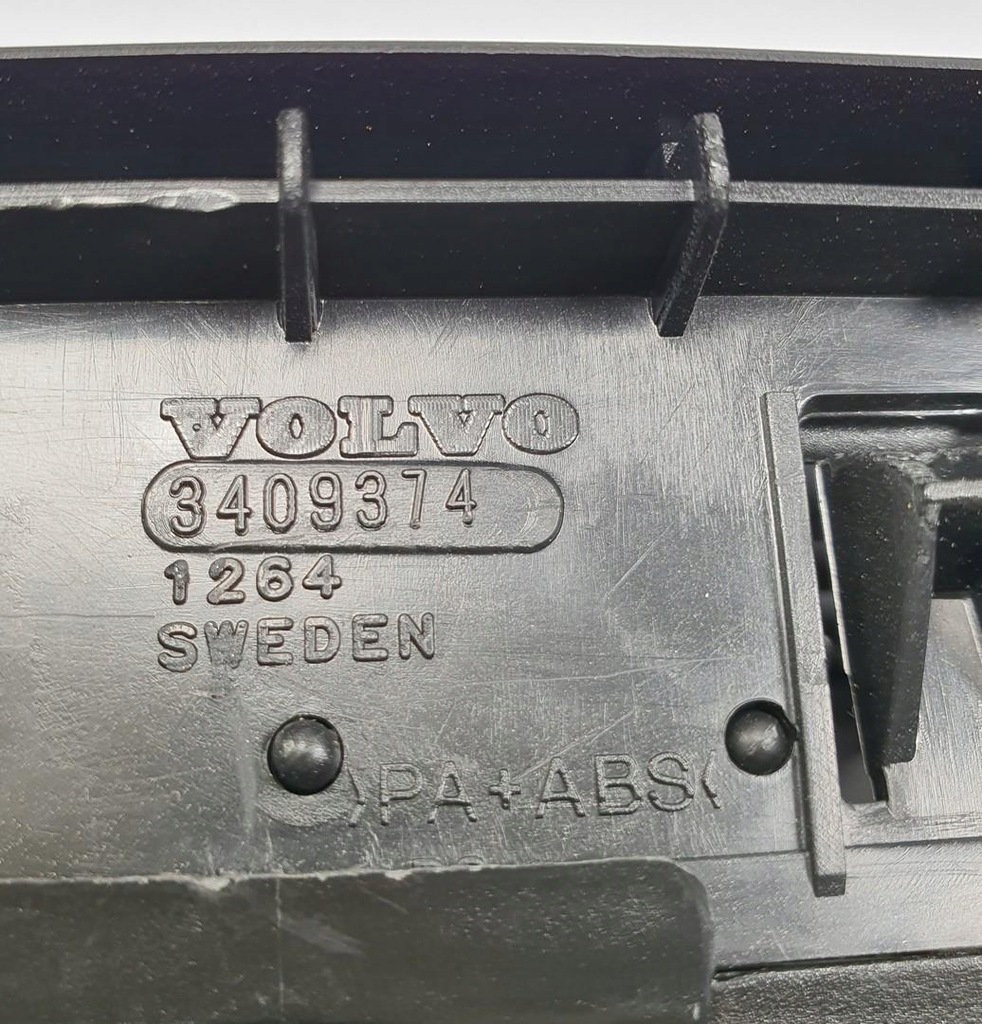 VOLVO
3409374
1264
SWEDEN
>PA+ABS<